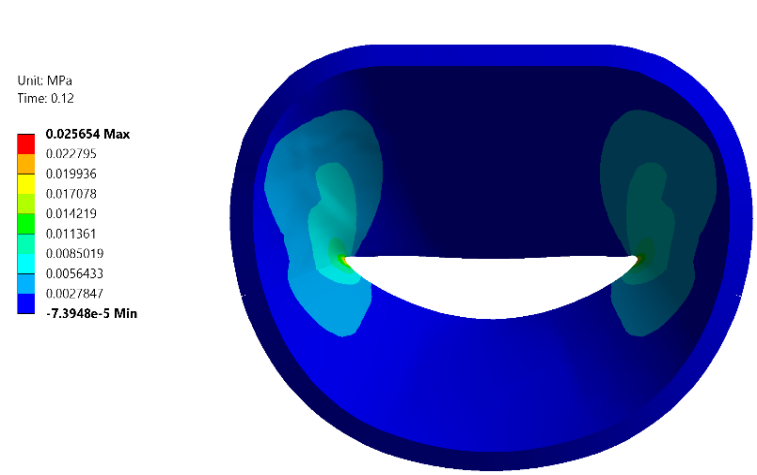 Unit: MPa
Time: 0.12
0.025654 Max
0.022795
0.019936
0.017078
0.014219
0.011361
0.0085019
0.0056433
0.0027847
-7.3948e-5 Min